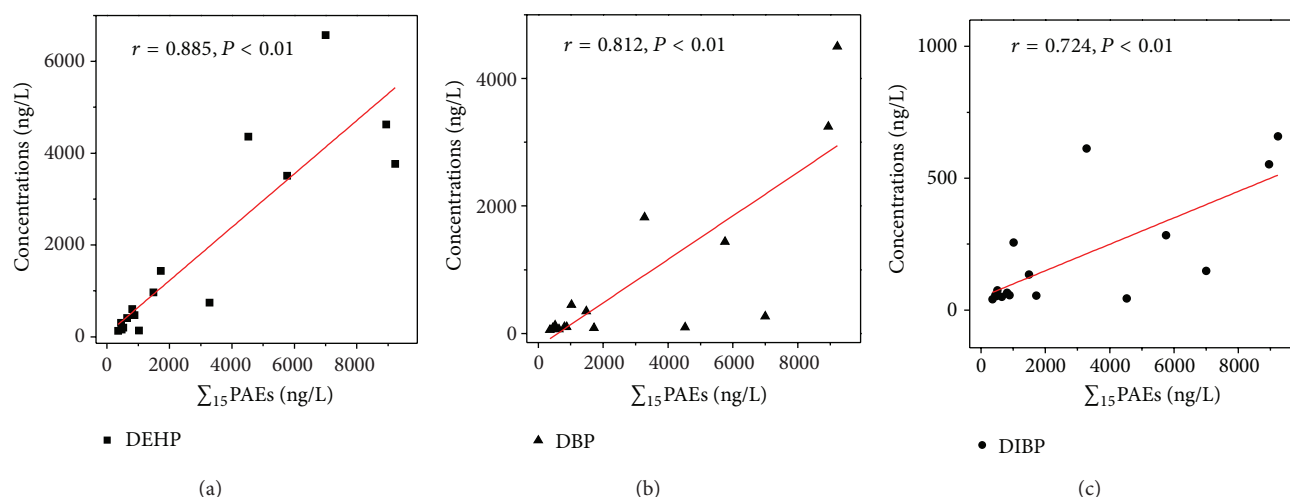 r = 0.885, P < 0.01
6000
4000
2000
0
Concentrations (ng/L)
0 2000 4000 6000 8000
∑₁₅PAEs (ng/L)
DEHP
(a)
r = 0.812, P < 0.01
4000
2000
0
Concentrations (ng/L)
0 2000 4000 6000 8000
∑₁₅PAEs (ng/L)
DBP
(b)
r = 0.724, P < 0.01
1000
500
0
Concentrations (ng/L)
0 2000 4000 6000 8000
∑₁₅PAEs (ng/L)
DIBP
(c)